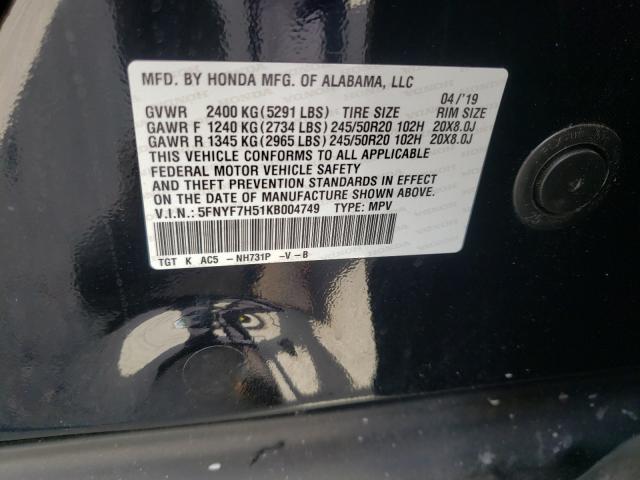 MFD. BY HONDA MFG. OF ALABAMA, LLC
04/'19
GVWR 2400 KG (5291 LBS) TIRE SIZE RIM SIZE
GAWR F 1240 KG (2734 LBS) 245/50R20 102H 20X8.0J
GAWR R 1345 KG (2965 LBS) 245/50R20 102H 20X8.0J
THIS VEHICLE CONFORMS TO ALL APPLICABLE
FEDERAL MOTOR VEHICLE SAFETY
AND THEFT PREVENTION STANDARDS IN EFFECT
ON THE DATE OF MANUFACTURE SHOWN ABOVE.
V.I.N.: 5FNYF7H51KB004749 TYPE: MPV
TGT K AC5 -NH731P -V-B